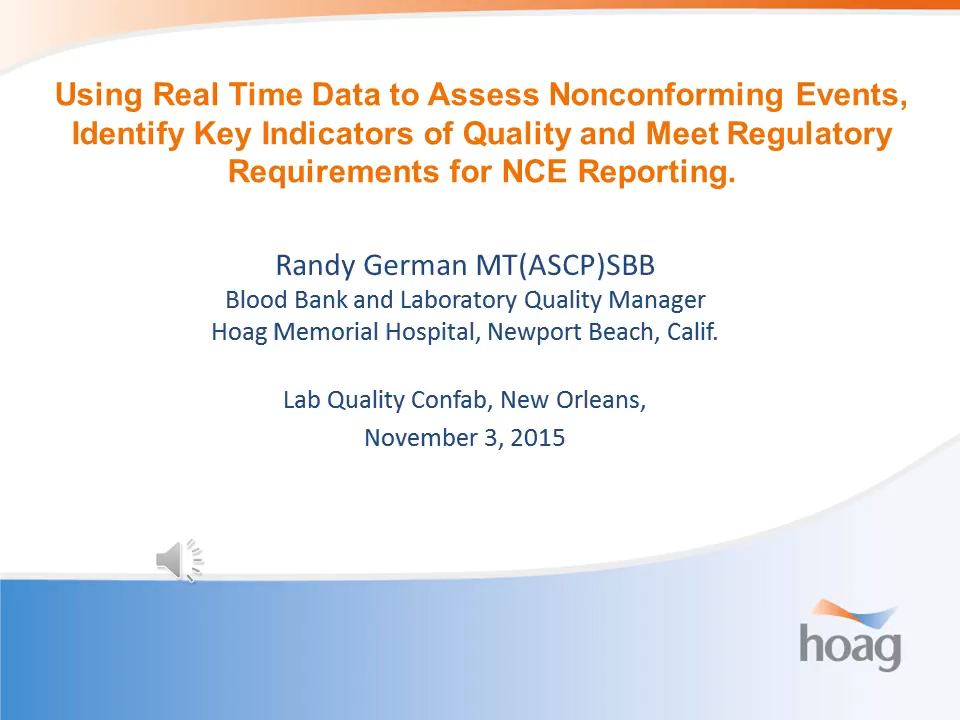 Using Real Time Data to Assess Nonconforming Events,
Identify Key Indicators of Quality and Meet Regulatory
Requirements for NCE Reporting.
Randy German MT(ASCP)SBB
Blood Bank and Laboratory Quality Manager
Hoag Memorial Hospital, Newport Beach, Calif.
Lab Quality Confab, New Orleans,
November 3, 2015
hoag